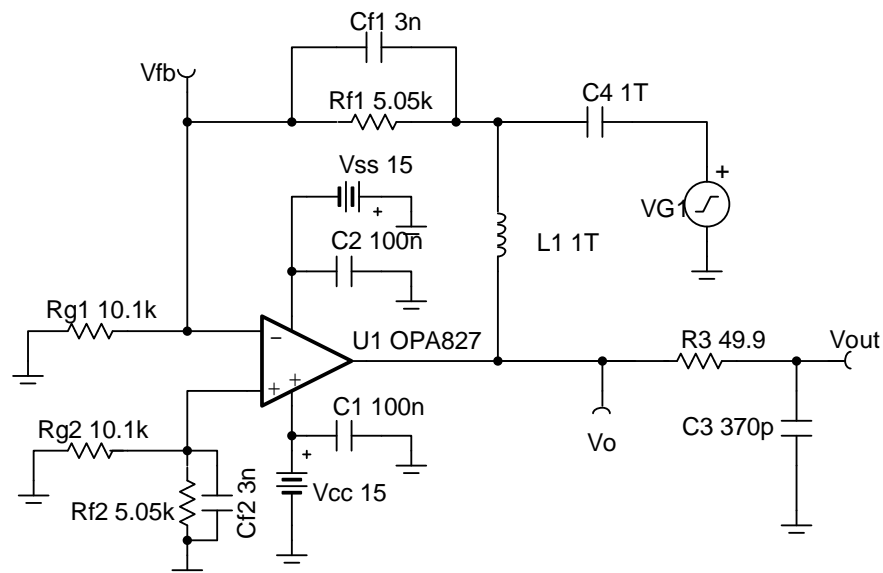 Cf1 3n
Vfb
Rf1 5.05k
C4 1T
Vss 15
+
+
VG1
C2 100n
L1 1T
Rg1 10.1k
U1 OPA827
R3 49.9
Vout
−
+
+
C1 100n
Rg2 10.1k
Vo
C3 370p
+
Vcc 15
Rf2 5.05k
Cf2 3n